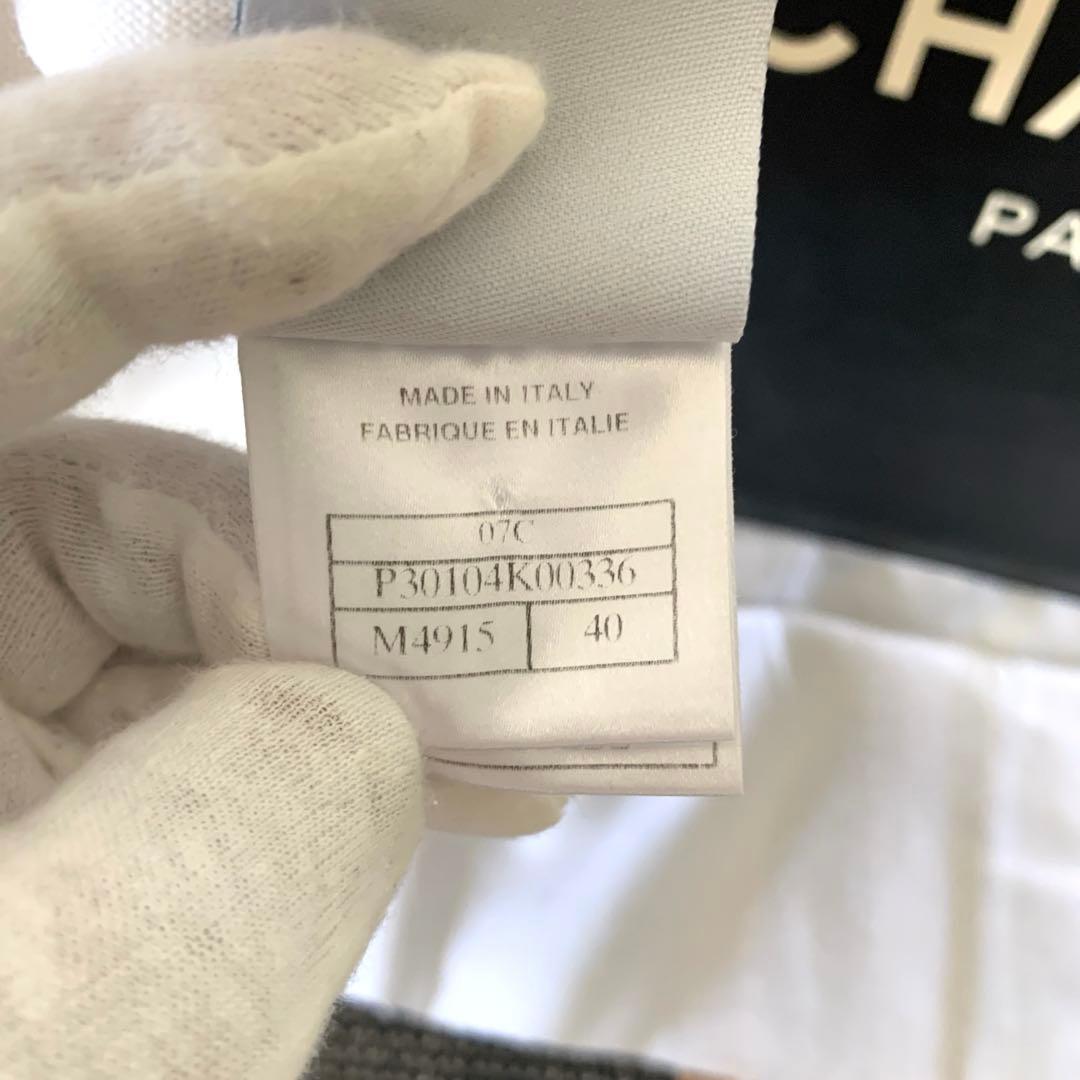 CHA
PA
MADE IN ITALY
FABRIQUE EN ITALIE
07C
P30104K00336
M4915 40